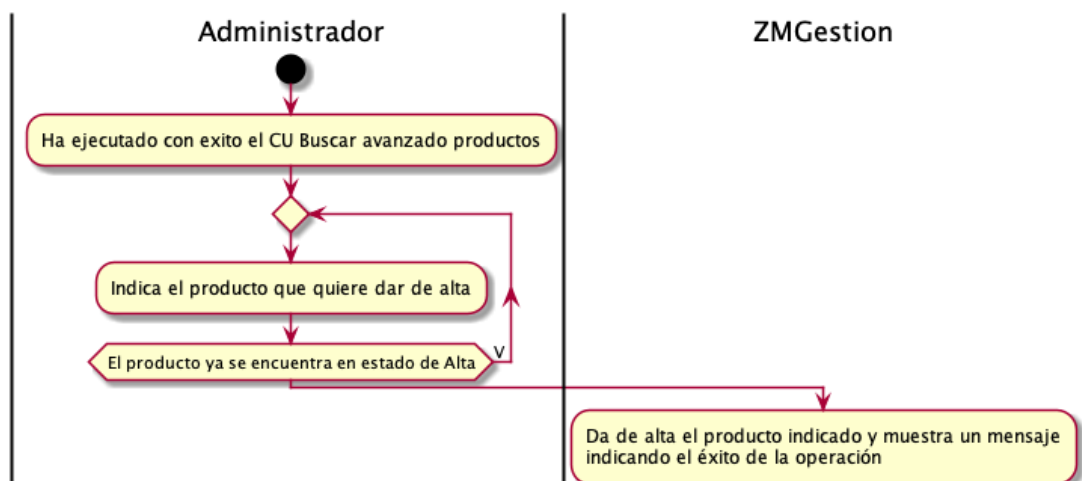 Administrador
ZMGestion
Ha ejecutado con exito el CU Buscar avanzado productos
Indica el producto que quiere dar de alta
El producto ya se encuentra en estado de Alta
V
Da de alta el producto indicado y muestra un mensaje
indicando el éxito de la operación